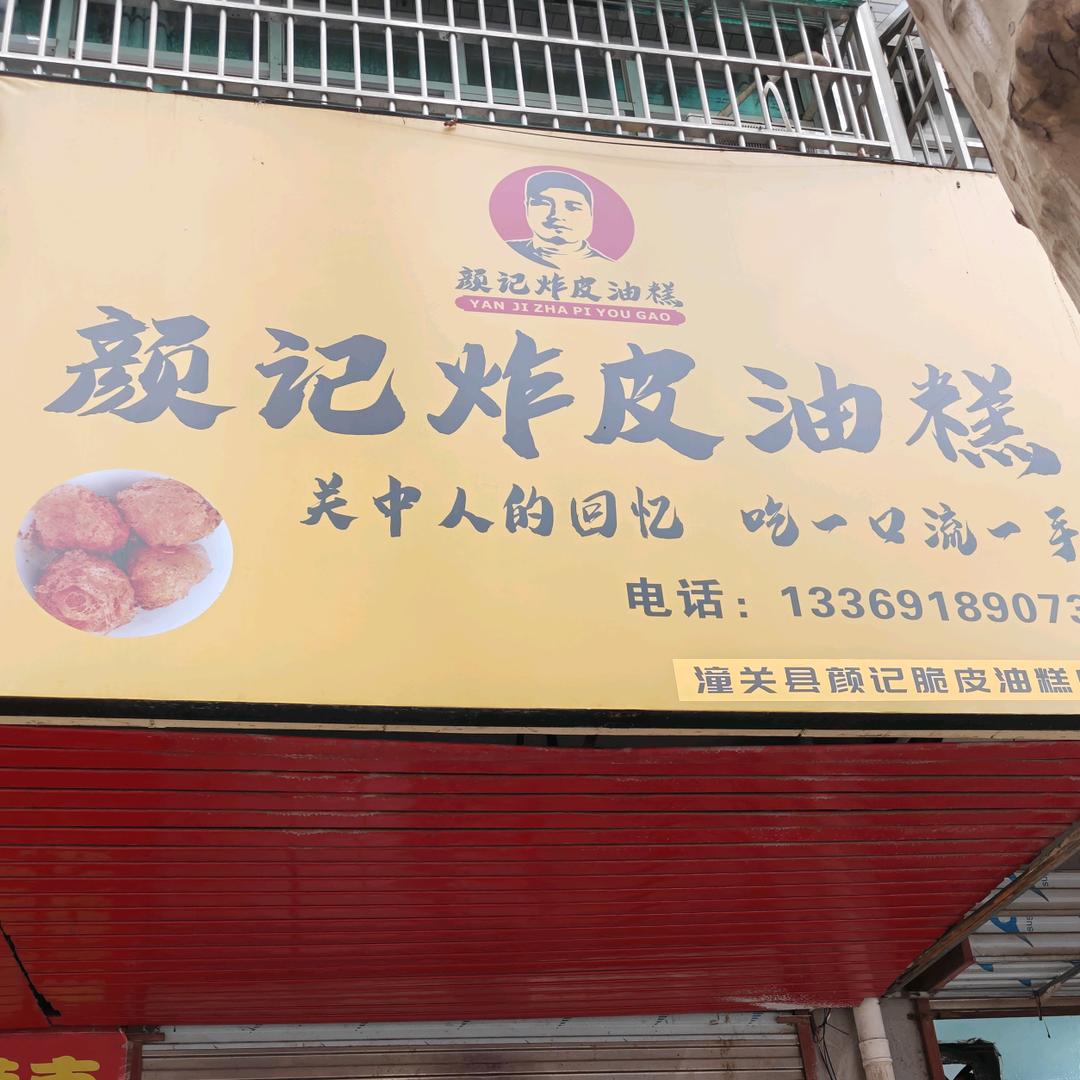 颜记炸皮油糕
YAN JI ZHA PI YOU GAO
颜记炸皮油糕
关中人的回忆 吃一口流一手
电话：13369189073
潼关县颜记脆皮油糕